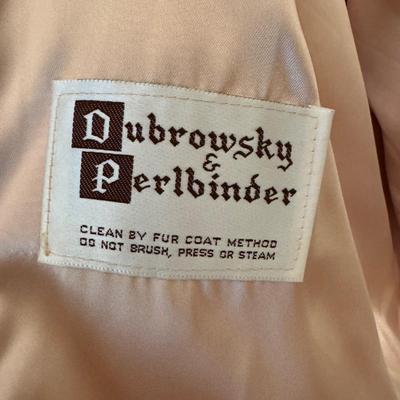 Dubrowsky
&
Perlbinder
CLEAN BY FUR COAT METHOD
DO NOT BRUSH, PRESS OR STEAM